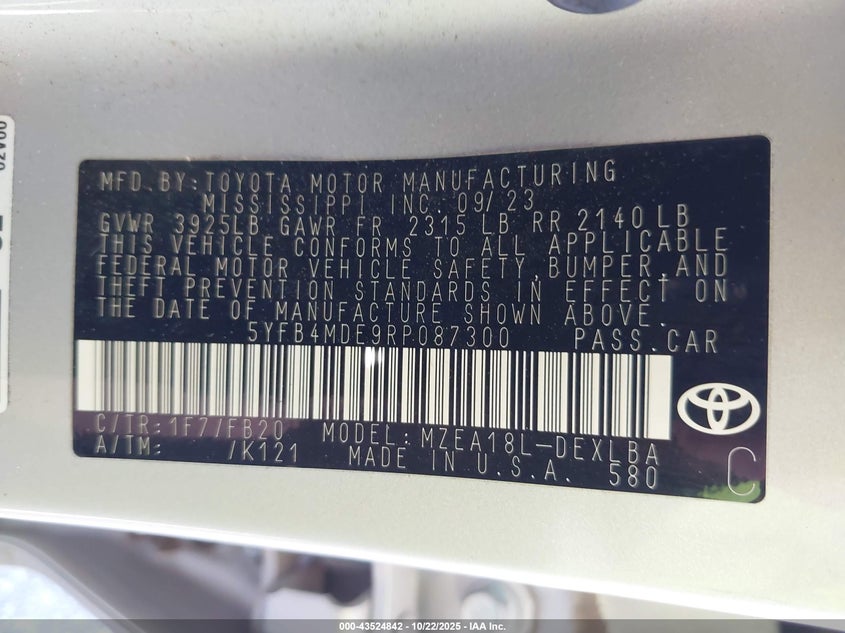 MFD. BY: TOYOTA MOTOR MANUFACTURING
MISSISSIPPI INC. 09/23
GVWR 3925LB GAWR FR 2315 LB RR 2140 LB
THIS VEHICLE CONFORMS TO ALL APPLICABLE
FEDERAL MOTOR VEHICLE SAFETY, BUMPER, AND
THEFT PREVENTION STANDARDS IN EFFECT ON
THE DATE OF MANUFACTURE SHOWN ABOVE.
5YFB4MDE9RP087300 PASS. CAR
C/TR: 1F7/FB20 MODEL: MZEA18L-DEXLBA
A/TM: /K121 MADE IN U.S.A. 580
C
000-43524842 | 10/22/2025 | IAA Inc.